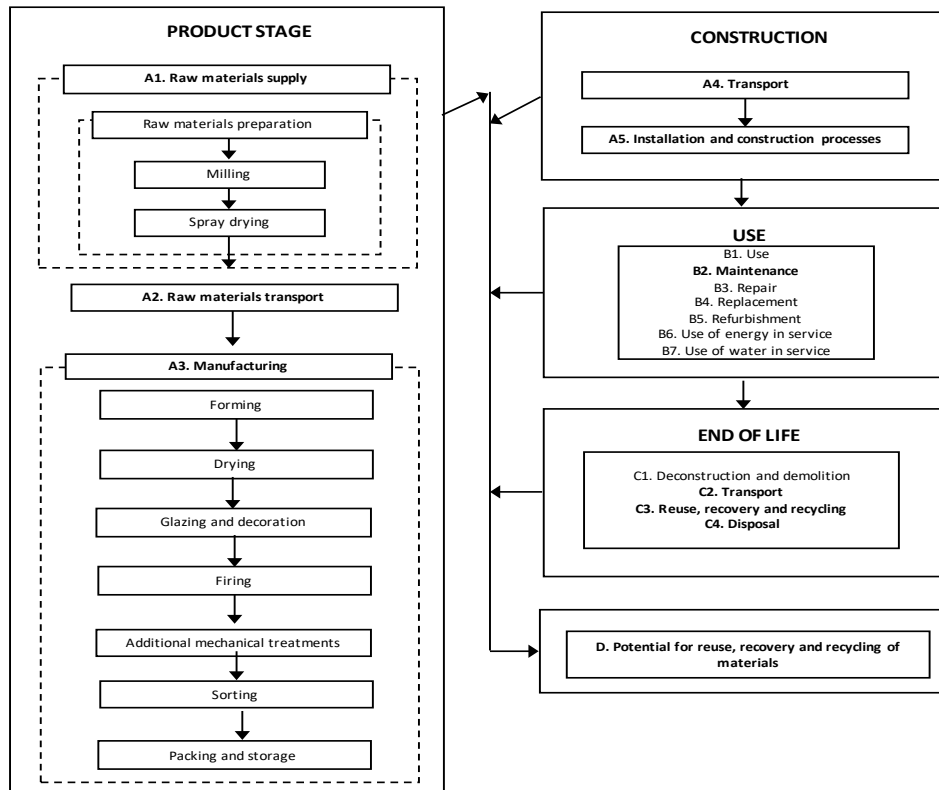 PRODUCT STAGE
A1. Raw materials supply
Raw materials preparation
Milling
Spray drying
A2. Raw materials transport
A3. Manufacturing
Forming
Drying
Glazing and decoration
Firing
Additional mechanical treatments
Sorting
Packing and storage
CONSTRUCTION
A4. Transport
A5. Installation and construction processes
USE
B1. Use
B2. Maintenance
B3. Repair
B4. Replacement
B5. Refurbishment
B6. Use of energy in service
B7. Use of water in service
END OF LIFE
C1. Deconstruction and demolition
C2. Transport
C3. Reuse, recovery and recycling
C4. Disposal
D. Potential for reuse, recovery and recycling of
materials